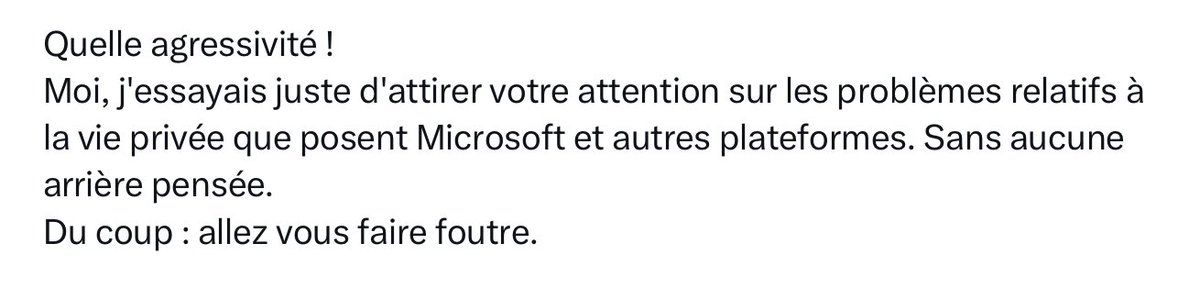 Quelle agressivité !
Moi, j'essayais juste d'attirer votre attention sur les problèmes relatifs à
la vie privée que posent Microsoft et autres plateformes. Sans aucune
arrière pensée.
Du coup : allez vous faire foutre.